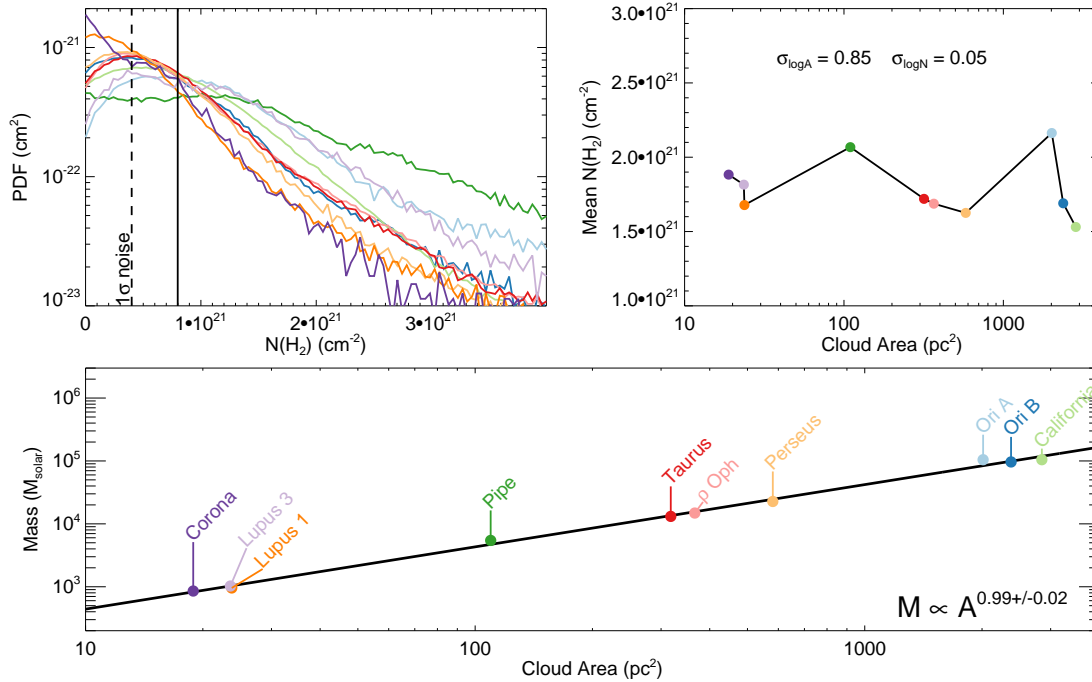 10⁻²¹
10⁻²²
10⁻²³
PDF (cm²)
1σ noise
0
1•10²¹
2•10²¹
3•10²¹
N(H₂) (cm⁻²)
3.0•10²¹
2.5•10²¹
2.0•10²¹
1.5•10²¹
1.0•10²¹
Mean N(H₂) (cm⁻²)
σlogA = 0.85 σlogN = 0.05
10
100
1000
Cloud Area (pc²)
10⁶
10⁵
10⁴
10³
Mass (Msolar)
Corona
Lupus 3
Lupus 1
Pipe
Taurus
ρ Oph
Perseus
Ori A
Ori B
California
M ∝ A⁰·⁹⁹⁺/⁻⁰·⁰²
10
100
1000
Cloud Area (pc²)